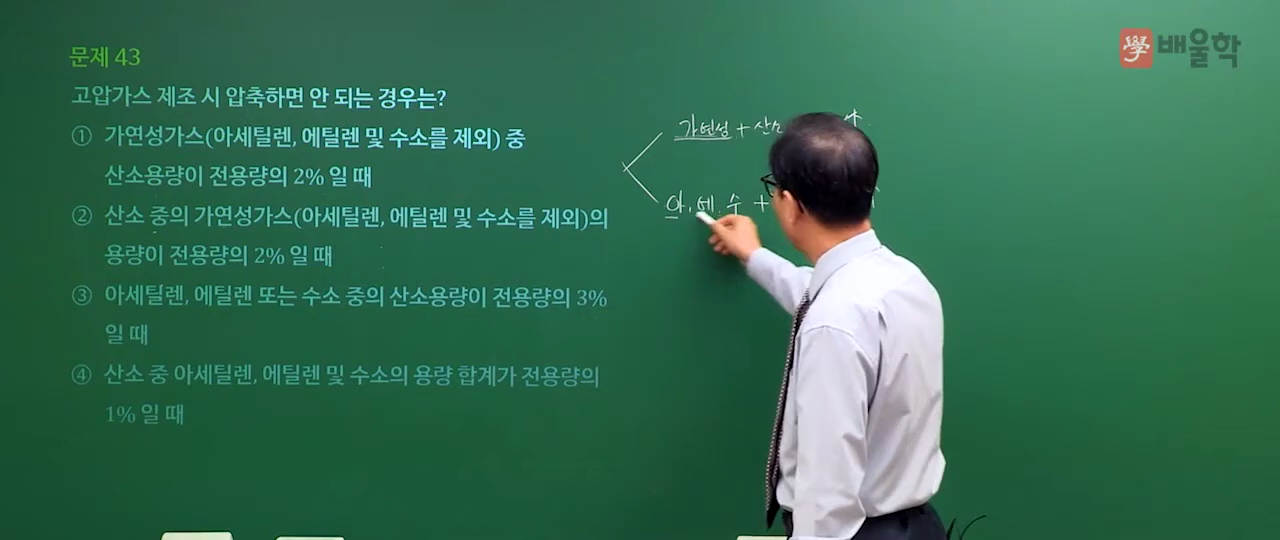 문제 43
學 배울학
고압가스 제조 시 압축하면 안 되는 경우는?
① 가연성가스(아세틸렌, 에틸렌 및 수소를 제외) 중
산소용량이 전용량의 2% 일 때
② 산소 중의 가연성가스(아세틸렌, 에틸렌 및 수소를 제외)의
용량이 전용량의 2% 일 때
③ 아세틸렌, 에틸렌 또는 수소 중의 산소용량이 전용량의 3%
일 때
④ 산소 중 아세틸렌, 에틸렌 및 수소의 용량 합계가 전용량의
1% 일 때
가연성 + 산소
아. 에. 수 +